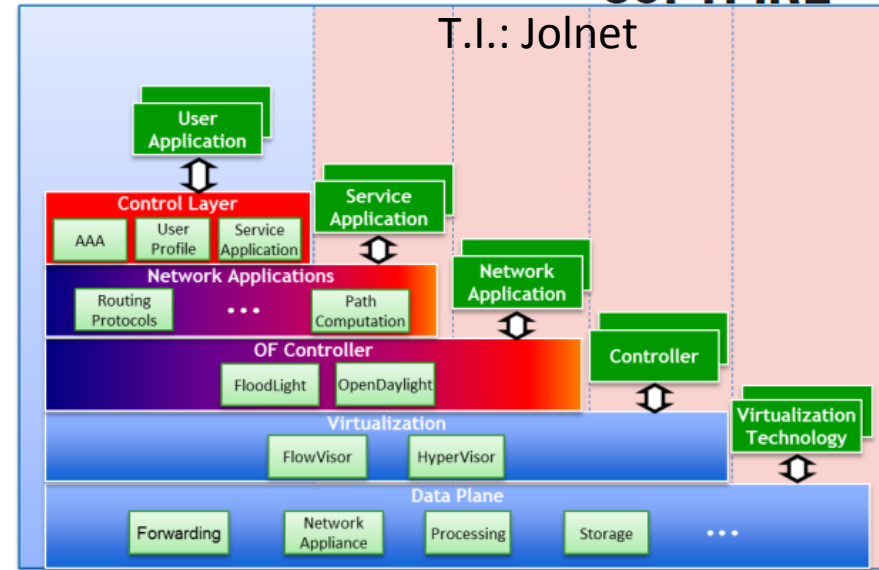 T.I.: Jolnet
User
Application
Control Layer
AAA
User
Profile
Service
Application
Service
Application
Network Applications
Routing
Protocols
...
Path
Computation
Network
Application
OF Controller
FloodLight
OpenDaylight
Controller
Virtualization
FlowVisor
HyperVisor
Virtualization
Technology
Data Plane
Forwarding
Network
Appliance
Processing
Storage
...